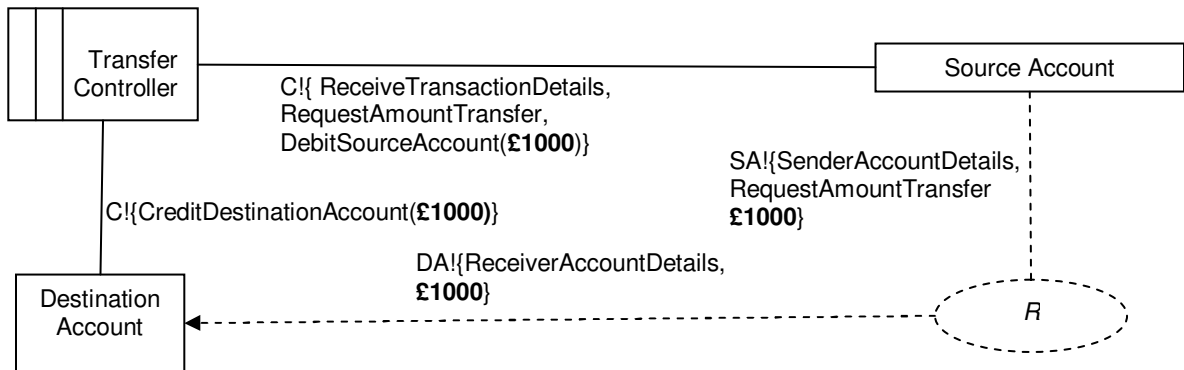 Transfer
Controller
Source Account
C!{ ReceiveTransactionDetails,
RequestAmountTransfer,
DebitSourceAccount(£1000)}
SA!{SenderAccountDetails,
RequestAmountTransfer
£1000}
C!{CreditDestinationAccount(£1000)}
DA!{ReceiverAccountDetails,
£1000}
Destination
Account
R